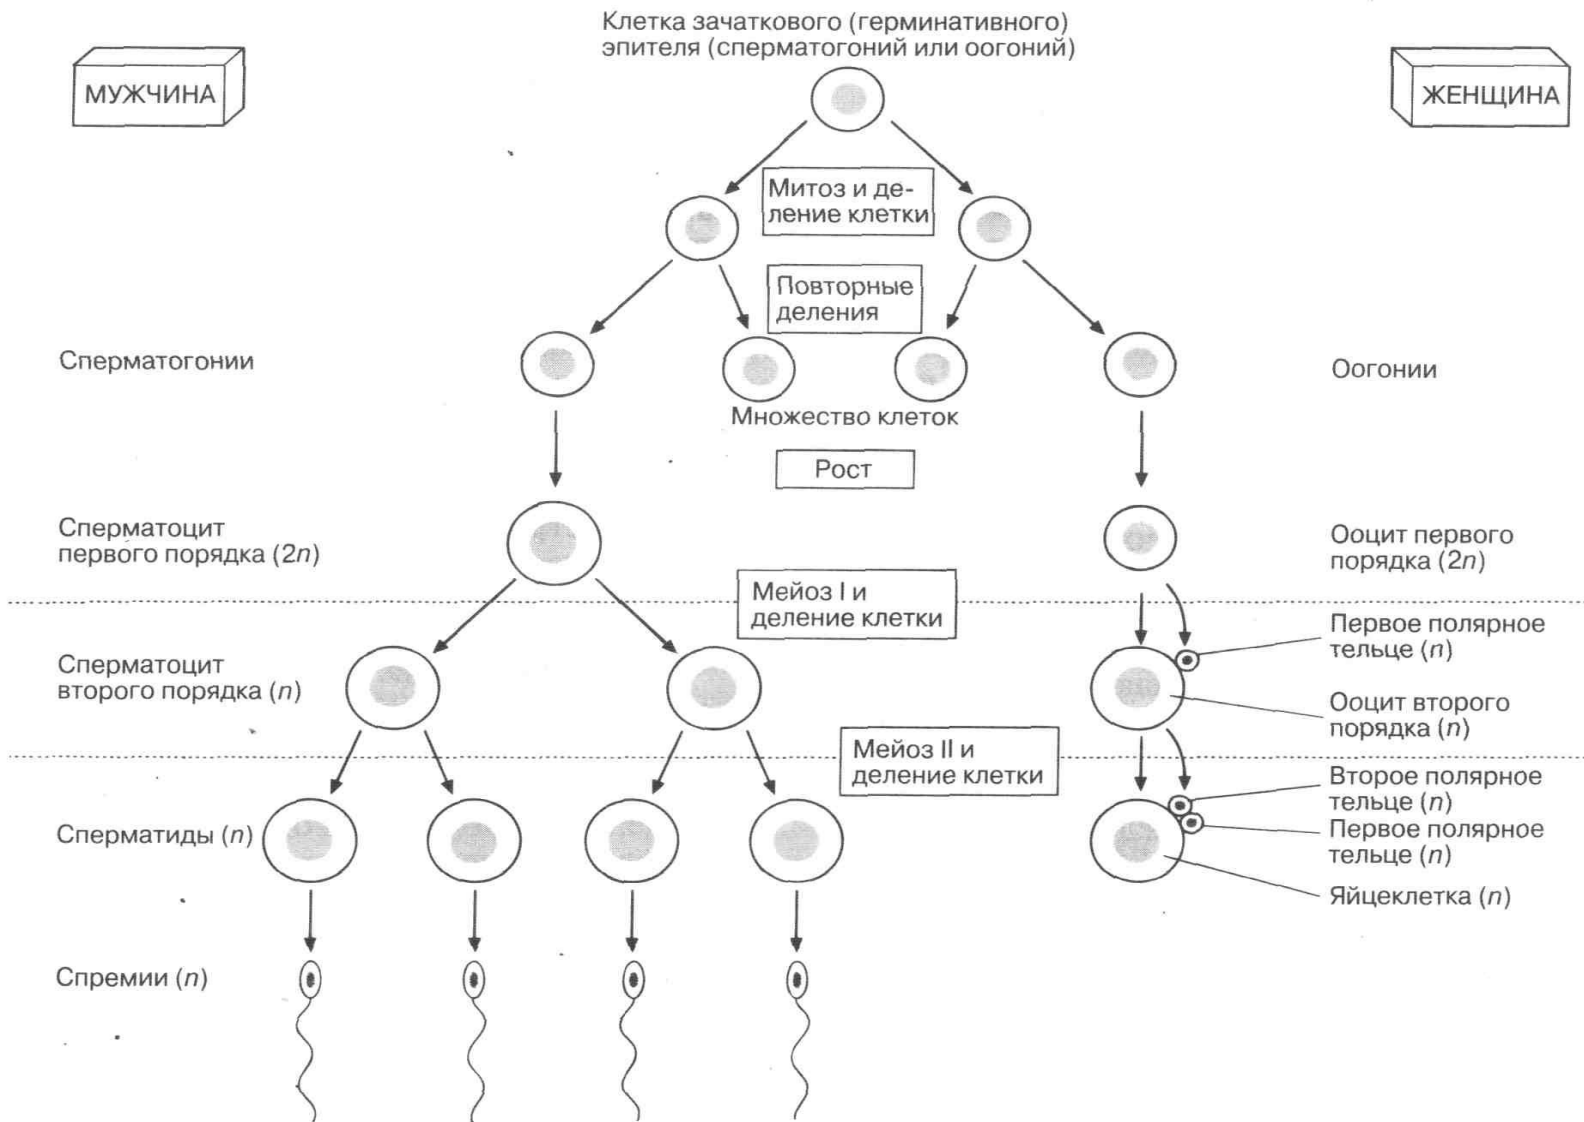 Клетка зачаткового (герминативного)
эпителя (сперматогоний или оогоний)
МУЖЧИНА
ЖЕНЩИНА
Митоз и де-
ление клетки
Повторные
деления
Сперматогонии
Оогонии
Множество клеток
Рост
Сперматоцит
первого порядка (2n)
Ооцит первого
порядка (2n)
Мейоз I и
деление клетки
Первое полярное
тельце (n)
Сперматоцит
второго порядка (n)
Ооцит второго
порядка (n)
Мейоз II и
деление клетки
Второе полярное
тельце (n)
Сперматиды (n)
Первое полярное
тельце (n)
Яйцеклетка (n)
Спремии (n)